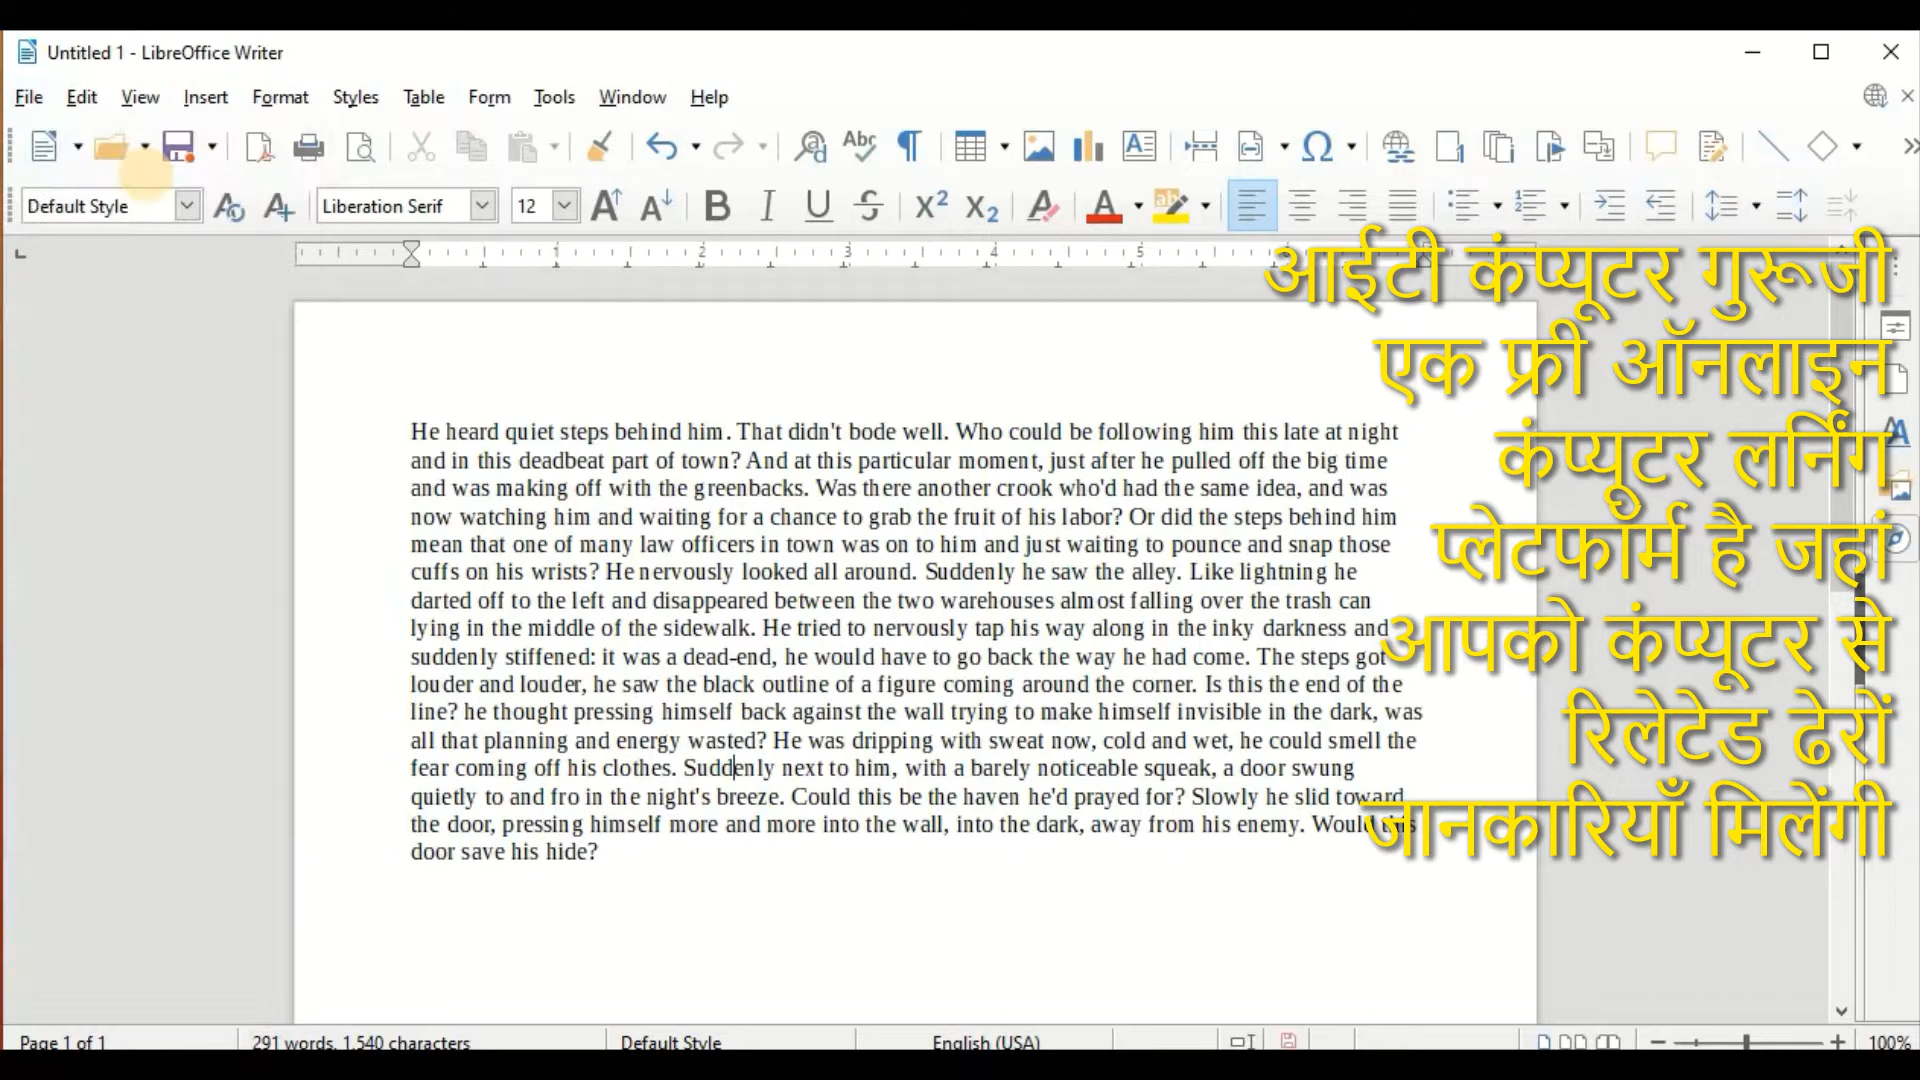 Untitled 1 - LibreOffice Writer
File Edit View Insert Format Styles Table Form Tools Window Help
Default Style Liberation Serif 12
2 3 4 5
आईटी कंप्यूटर गुरूजी
एक फ्री ऑनलाइन
कंप्यूटर लर्निंग
प्लेटफॉर्म है जहां
आपको कंप्यूटर से
रिलेटेड ढेरों
जानकारियाँ मिलेंगी
He heard quiet steps behind him. That didn't bode well. Who could be following him this late at night
and in this deadbeat part of town? And at this particular moment, just after he pulled off the big time
and was making off with the greenbacks. Was there another crook who'd had the same idea, and was
now watching him and waiting for a chance to grab the fruit of his labor? Or did the steps behind him
mean that one of many law officers in town was on to him and just waiting to pounce and snap those
cuffs on his wrists? He nervously looked all around. Suddenly he saw the alley. Like lightning he
darted off to the left and disappeared between the two warehouses almost falling over the trash can
lying in the middle of the sidewalk. He tried to nervously tap his way along in the inky darkness and
suddenly stiffened: it was a dead-end, he would have to go back the way he had come. The steps got
louder and louder, he saw the black outline of a figure coming around the corner. Is this the end of the
line? he thought pressing himself back against the wall trying to make himself invisible in the dark, was
all that planning and energy wasted? He was dripping with sweat now, cold and wet, he could smell the
fear coming off his clothes. Suddenly next to him, with a barely noticeable squeak, a door swung
quietly to and fro in the night's breeze. Could this be the haven he'd prayed for? Slowly he slid toward
the door, pressing himself more and more into the wall, into the dark, away from his enemy. Would this
door save his hide?
Page 1 of 1 291 words, 1,540 characters Default Style English (USA) 100%